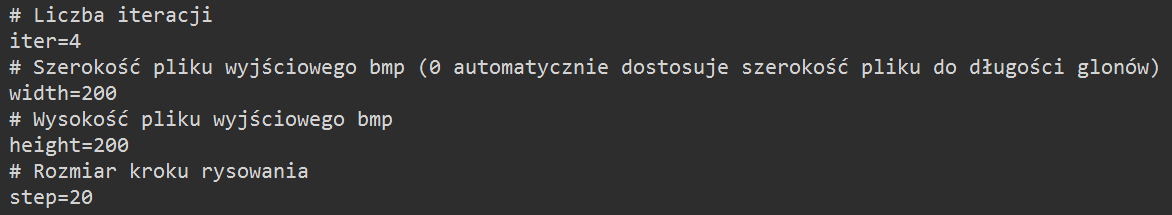 # Liczba iteracji
iter=4
# Szerokość pliku wyjściowego bmp (0 automatycznie dostosuje szerokość pliku do długości glonów)
width=200
# Wysokość pliku wyjściowego bmp
height=200
# Rozmiar kroku rysowania
step=20